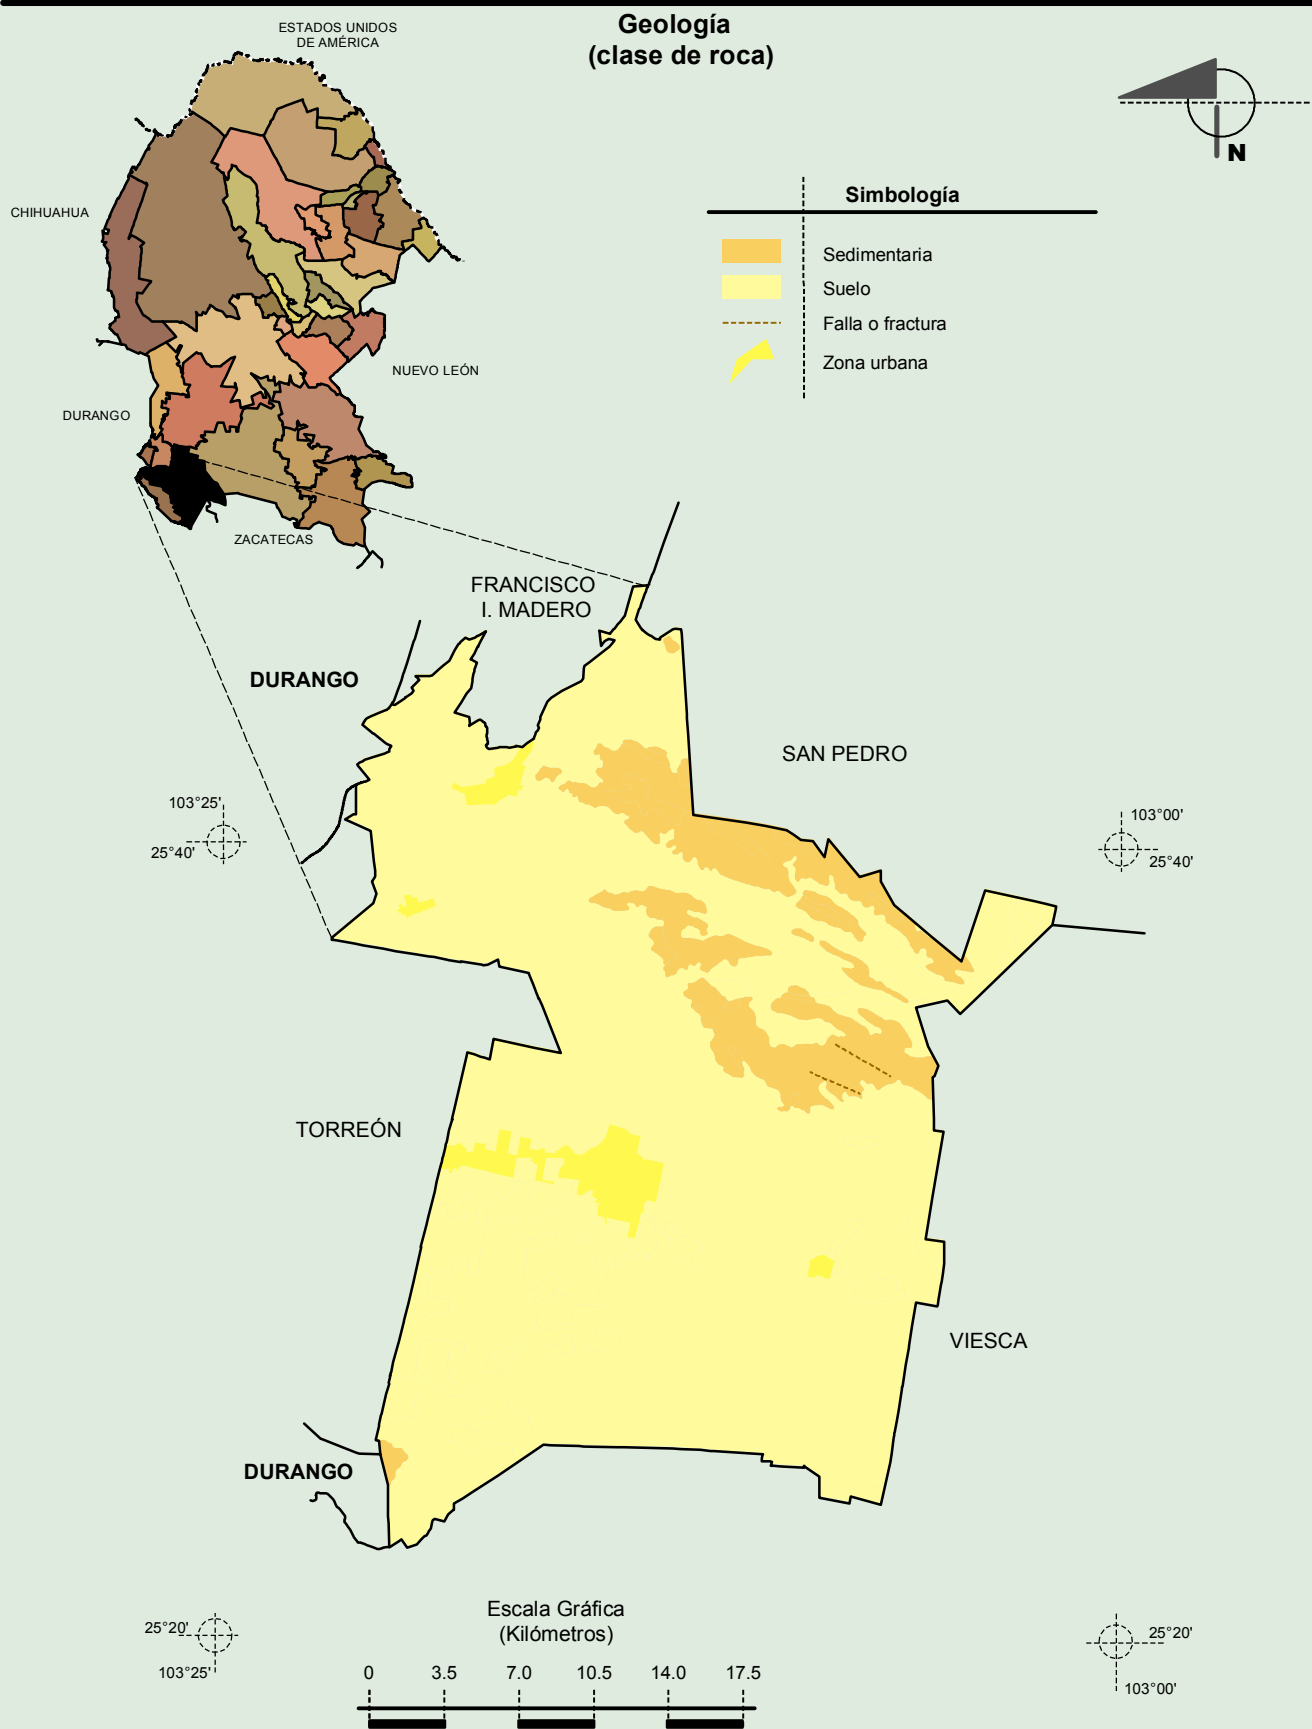 Geología
(clase de roca)
ESTADOS UNIDOS
DE AMÉRICA
N
CHIHUAHUA
Simbología
Sedimentaria
Suelo
Falla o fractura
Zona urbana
NUEVO LEÓN
DURANGO
ZACATECAS
FRANCISCO
I. MADERO
DURANGO
SAN PEDRO
103°25'
25°40'
103°00'
25°40'
TORREÓN
VIESCA
DURANGO
25°20'
103°25'
25°20'
103°00'
Escala Gráfica
(Kilómetros)
0 3.5 7.0 10.5 14.0 17.5